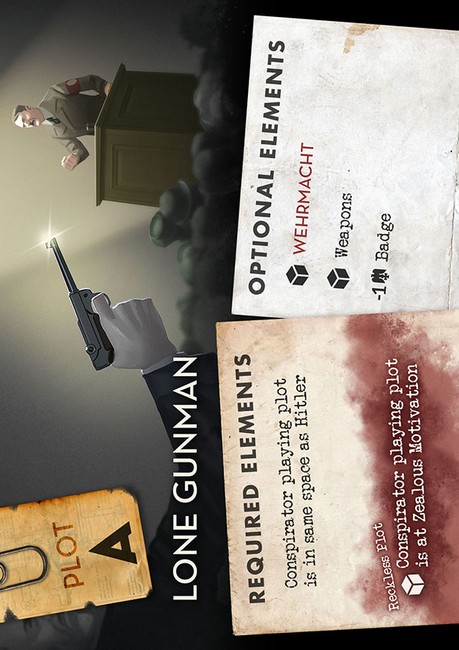 PLOT
A
LONE GUNMAN
REQUIRED ELEMENTS
Conspirator playing plot
is in same space as Hitler
Reckless Plot
Conspirator playing plot
is at Zealous Motivation
OPTIONAL ELEMENTS
WEHRMACHT
Weapons
-1 Badge